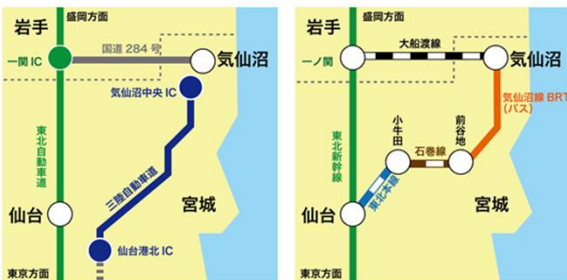 盛岡方面
岩手
一関 IC
国道 284 号
気仙沼
気仙沼中央 IC
東北自動車道
三陸自動車道
仙台
宮城
仙台港北 IC
東京方面
盛岡方面
岩手
大船渡線
一ノ関
気仙沼
気仙沼線 BRT
(バス)
小牛田
前谷地
石巻線
東北新幹線
東北本線
仙台
宮城
東京方面